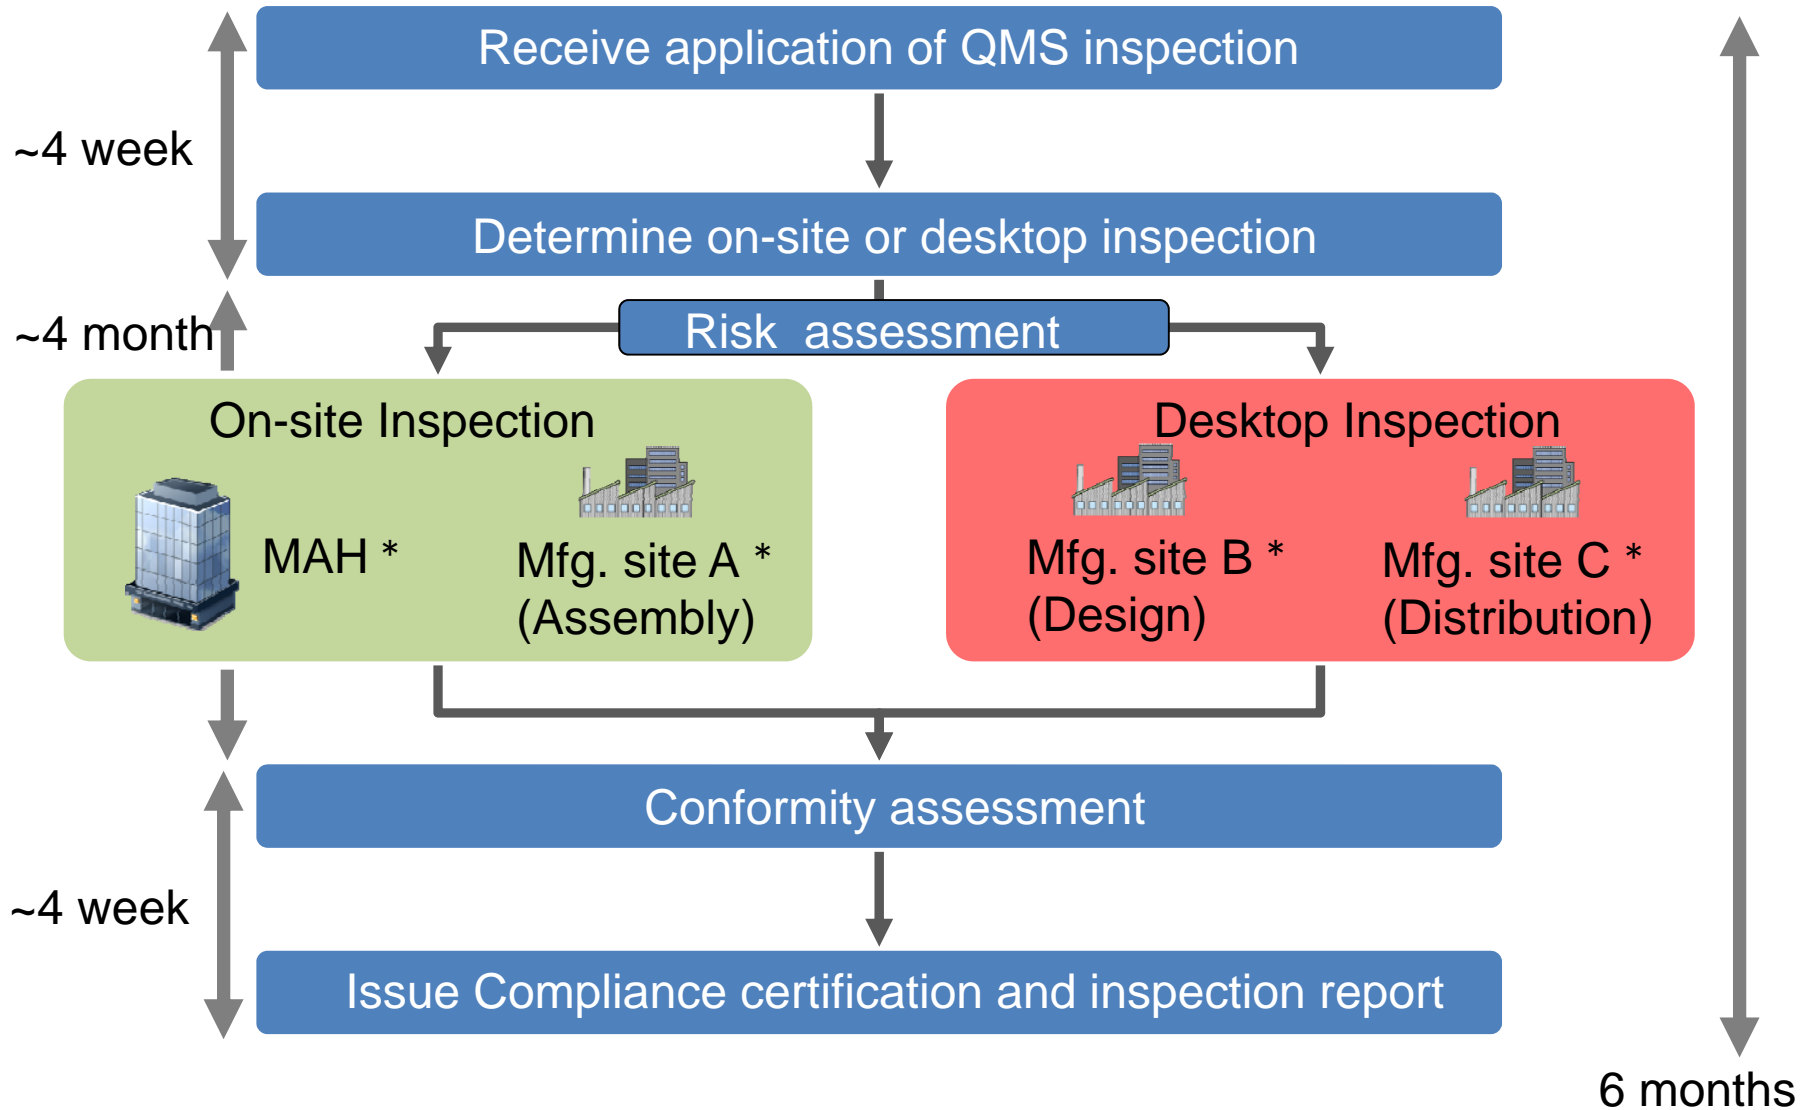 Receive application of QMS inspection
~4 week
Determine on-site or desktop inspection
~4 month
Risk assessment
On-site Inspection
MAH *
Mfg. site A *
(Assembly)
Desktop Inspection
Mfg. site B *
(Design)
Mfg. site C *
(Distribution)
Conformity assessment
~4 week
Issue Compliance certification and inspection report
6 months